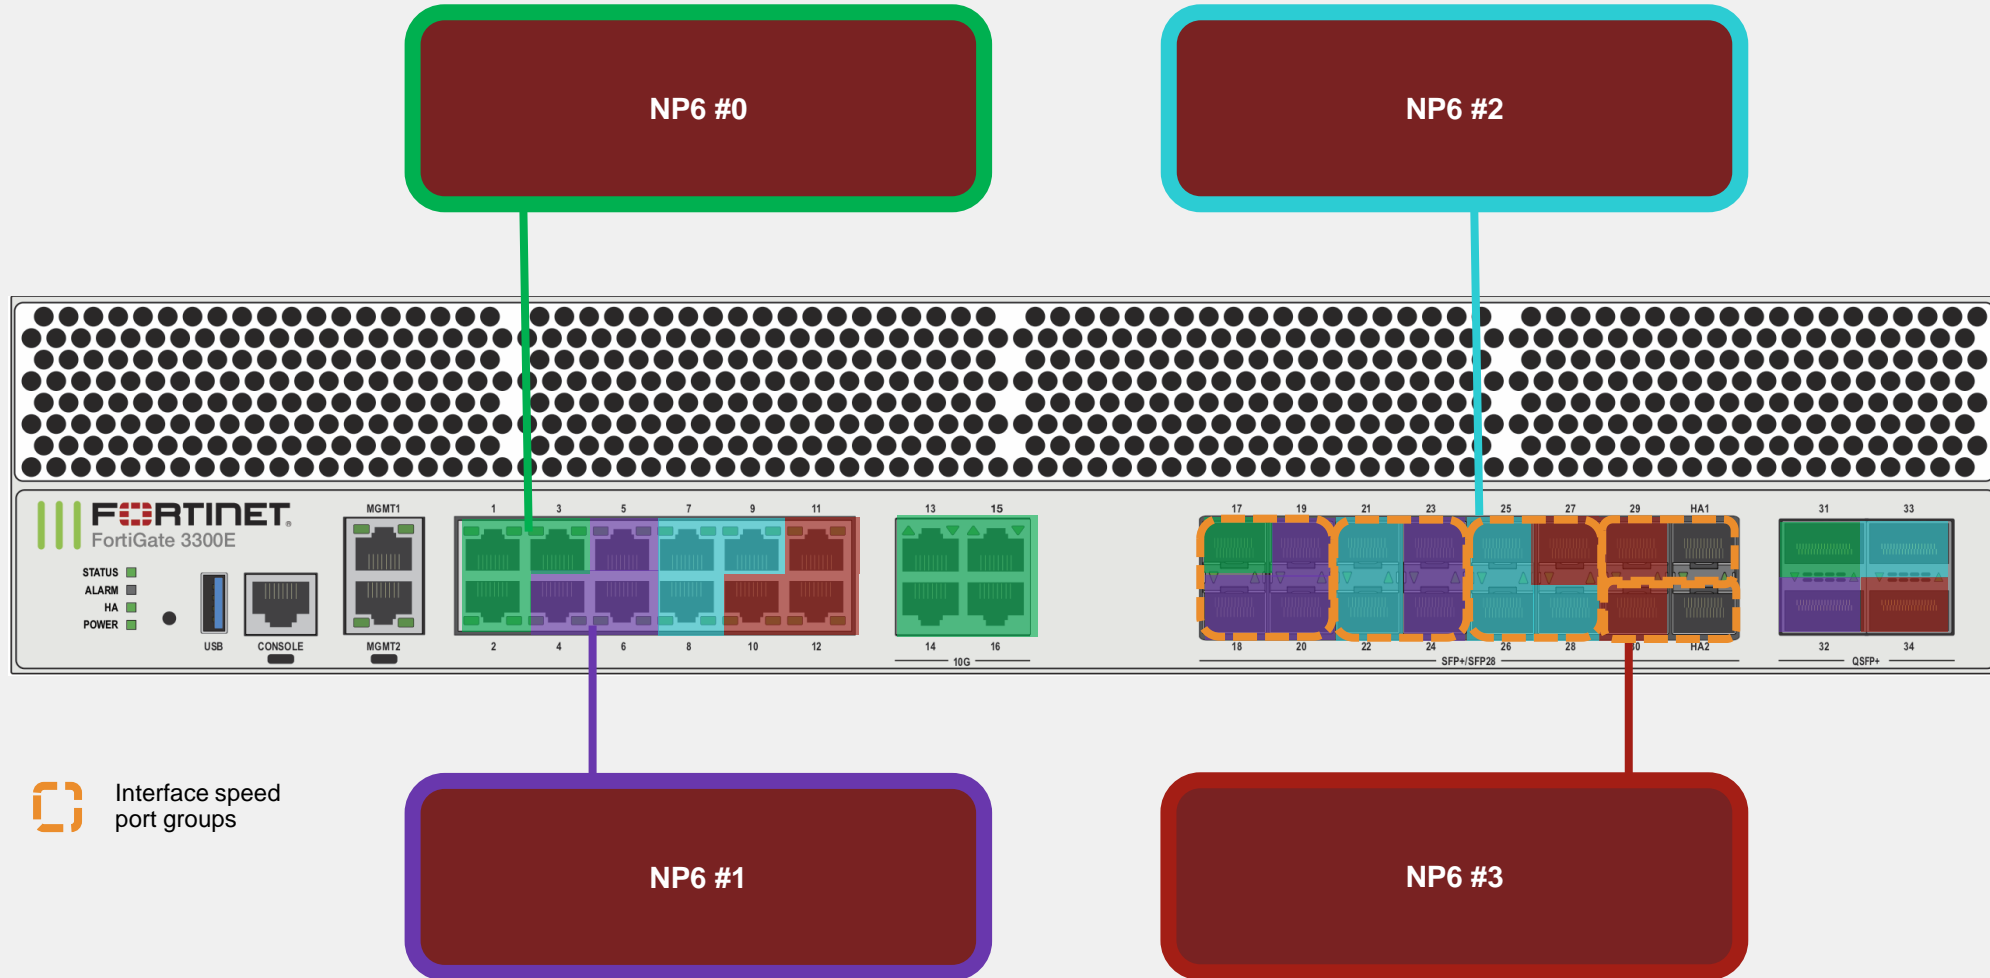 NP6 #0
NP6 #2
FORTINET
FortiGate 3300E
STATUS
ALARM
HA
POWER
USB
CONSOLE
MGMT1
MGMT2
1 3 5 7 9 11
2 4 6 8 10 12
13 15
14 16
10G
17 19 21 23 25 27 29 HA1
18 20 22 24 26 28 30 HA2
SFP+/SFP28
31 33
32 34
QSFP+
Interface speed
port groups
NP6 #1
NP6 #3